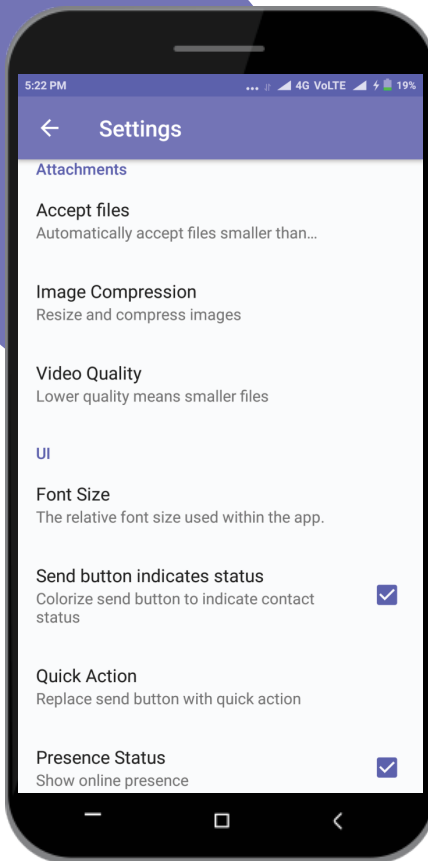 5:22 PM ... 4G VoLTE 19%
Settings
Attachments
Accept files
Automatically accept files smaller than…
Image Compression
Resize and compress images
Video Quality
Lower quality means smaller files
UI
Font Size
The relative font size used within the app.
Send button indicates status
Colorize send button to indicate contact
status
Quick Action
Replace send button with quick action
Presence Status
Show online presence